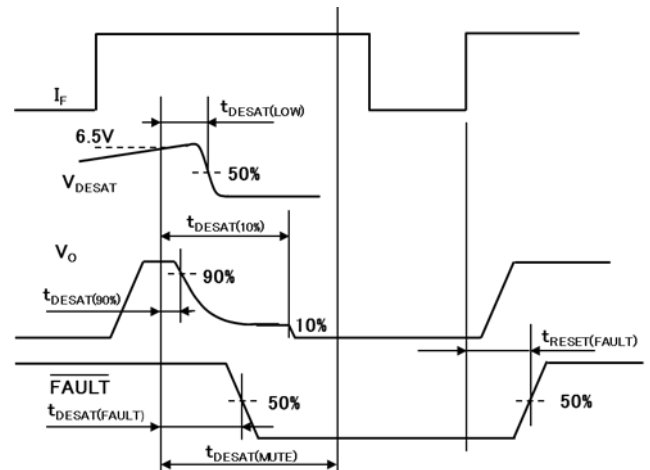 I_F
t_DESAT(LOW)
6.5V
50%
V_DESAT
t_DESAT(10%)
V_O
90%
t_DESAT(90%)
10%
t_RESET(FAULT)
FAULT
50%
50%
t_DESAT(FAULT)
t_DESAT(MUTE)